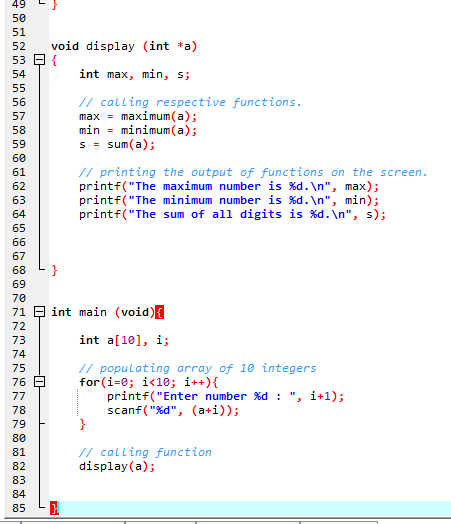 49 }
50
51
52 void display (int *a)
53 {
54 int max, min, s;
55
56 // calling respective functions.
57 max = maximum(a);
58 min = minimum(a);
59 s = sum(a);
60
61 // printing the output of functions on the screen.
62 printf("The maximum number is %d.\n", max);
63 printf("The minimum number is %d.\n", min);
64 printf("The sum of all digits is %d.\n", s);
65
66
67
68 }
69
70
71 int main (void){
72
73 int a[10], i;
74
75 // populating array of 10 integers
76 for(i=0; i<10; i++){
77 printf("Enter number %d : ", i+1);
78 scanf("%d", (a+i));
79 }
80
81 // calling function
82 display(a);
83
84
85 }